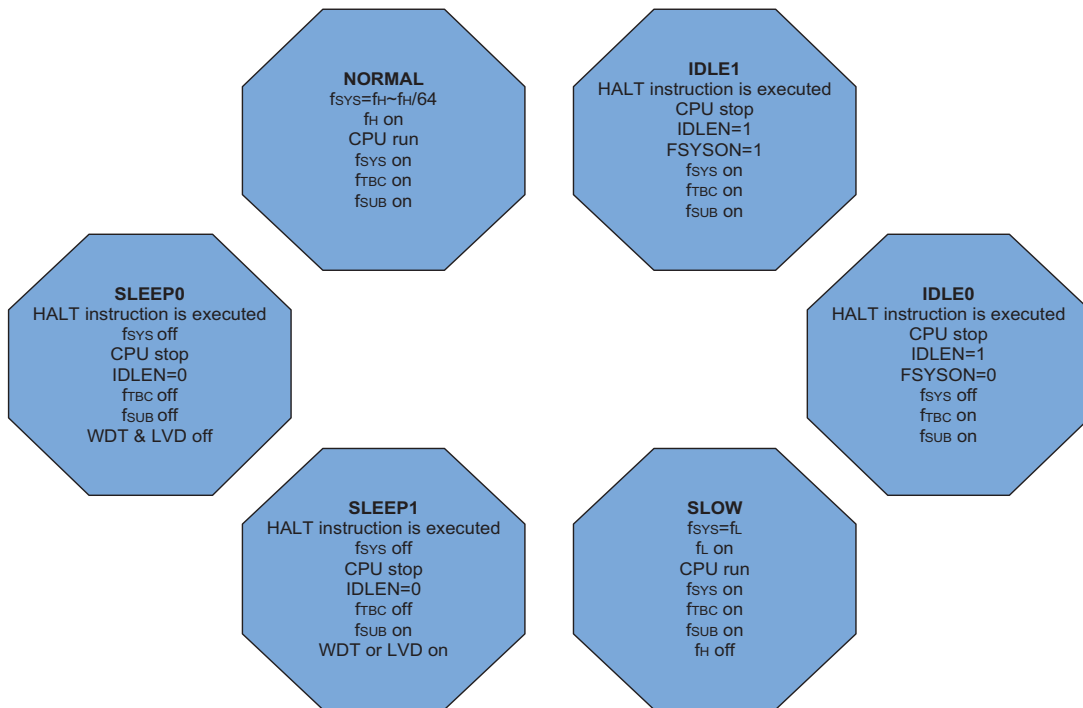 NORMAL
fSYS=fH~fH/64
fH on
CPU run
fSYS on
fTBC on
fSUB on
IDLE1
HALT instruction is executed
CPU stop
IDLEN=1
FSYSON=1
fSYS on
fTBC on
fSUB on
SLEEP0
HALT instruction is executed
fSYS off
CPU stop
IDLEN=0
fTBC off
fSUB off
WDT & LVD off
IDLE0
HALT instruction is executed
CPU stop
IDLEN=1
FSYSON=0
fSYS off
fTBC on
fSUB on
SLEEP1
HALT instruction is executed
fSYS off
CPU stop
IDLEN=0
fTBC off
fSUB on
WDT or LVD on
SLOW
fSYS=fL
fL on
CPU run
fSYS on
fTBC on
fSUB on
fH off